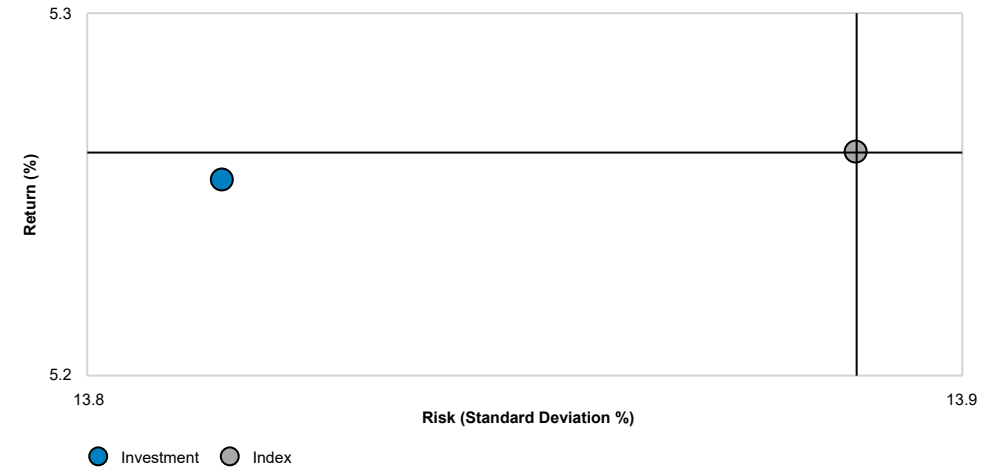 5.3
Return (%)
5.2
13.8
13.9
Risk (Standard Deviation %)
Investment
Index